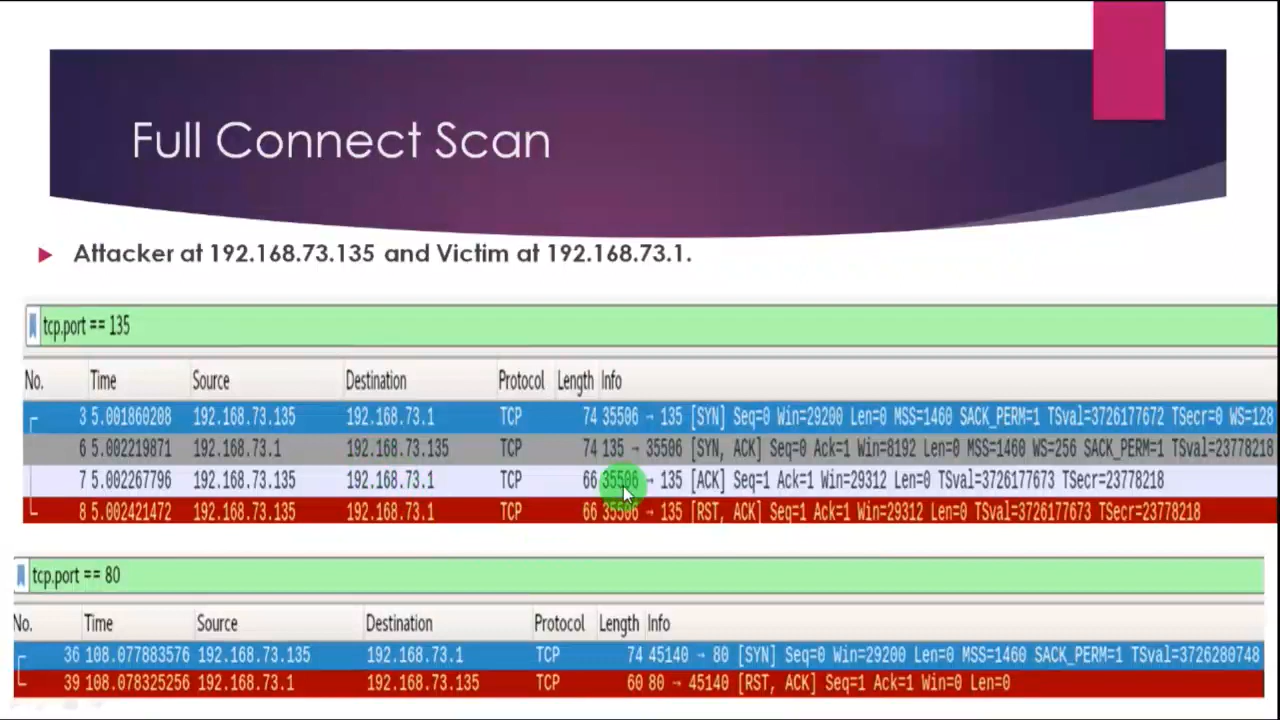 Full Connect Scan
Attacker at 192.168.73.135 and Victim at 192.168.73.1.
tcp.port == 135
No. Time Source Destination Protocol Length Info
3 5.001860208 192.168.73.135 192.168.73.1 TCP 74 35506 → 135 [SYN] Seq=0 Win=29200 Len=0 MSS=1460 SACK_PERM=1 TSval=3726177672 TSecr=0 WS=128
6 5.002219871 192.168.73.1 192.168.73.135 TCP 74 135 → 35506 [SYN, ACK] Seq=0 Ack=1 Win=8192 Len=0 MSS=1460 WS=256 SACK_PERM=1 TSval=23778218
7 5.002267796 192.168.73.135 192.168.73.1 TCP 66 35506 → 135 [ACK] Seq=1 Ack=1 Win=29312 Len=0 TSval=3726177673 TSecr=23778218
8 5.002421472 192.168.73.135 192.168.73.1 TCP 66 35506 → 135 [RST, ACK] Seq=1 Ack=1 Win=29312 Len=0 TSval=3726177673 TSecr=23778218
tcp.port == 80
No. Time Source Destination Protocol Length Info
36 108.077883576 192.168.73.135 192.168.73.1 TCP 74 45140 → 80 [SYN] Seq=0 Win=29200 Len=0 MSS=1460 SACK_PERM=1 TSval=3726280748
39 108.078325256 192.168.73.1 192.168.73.135 TCP 60 80 → 45140 [RST, ACK] Seq=1 Ack=1 Win=0 Len=0